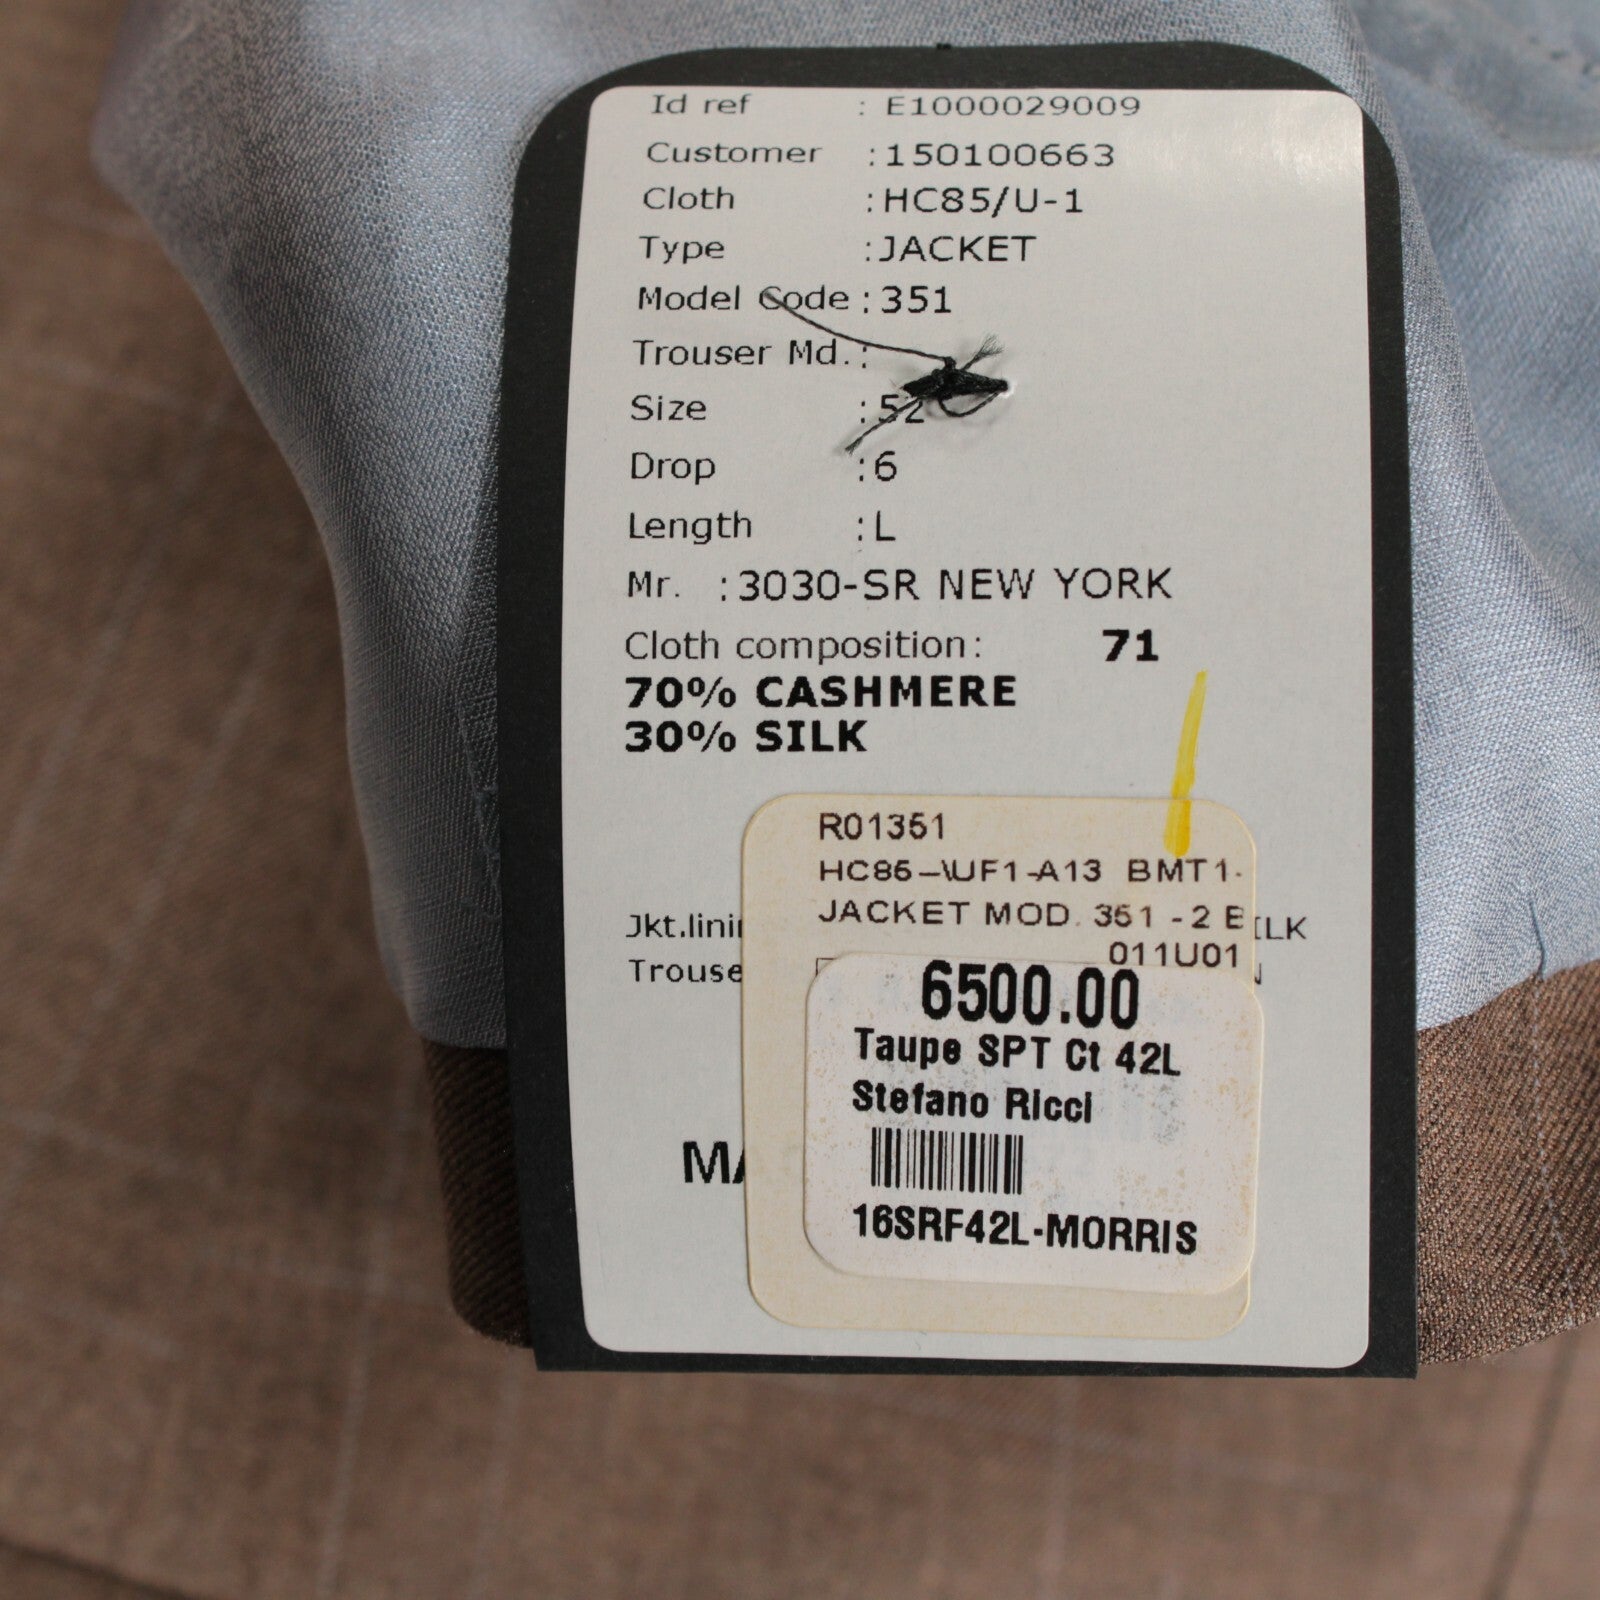 Id ref : E1000029009
Customer :150100663
Cloth :HC85/U-1
Type :JACKET
Model Code :351
Trouser Md. :
Size :52
Drop :6
Length :L
Mr. :3030-SR NEW YORK
Cloth composition: 71
70% CASHMERE
30% SILK
R01351
HC85-\UF1-A13 BMT1-
JACKET MOD. 351 -2 B
011U01
6500.00
Taupe SPT Ct 42L
Stefano Ricci
16SRF42L-MORRIS